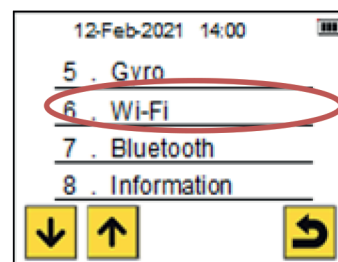 12-Feb-2021 14:00
5 . Gyro
6 . Wi-Fi
7 . Bluetooth
8 . Information